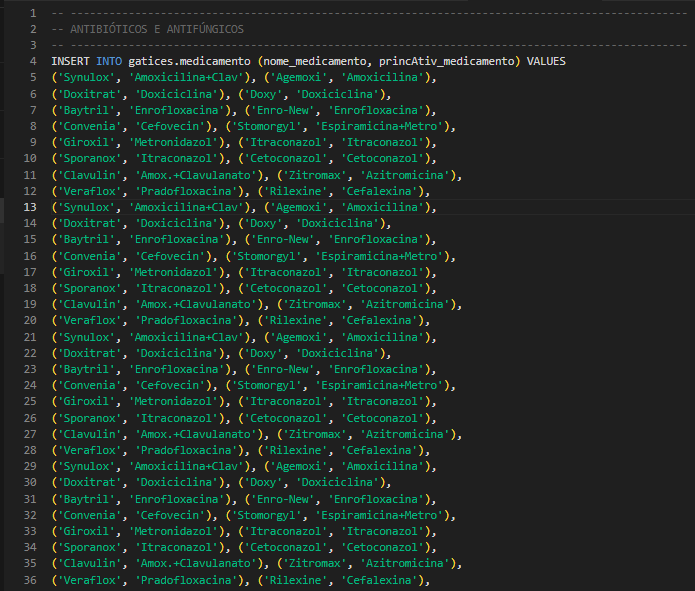 1 -- ------------------------------------------------------------------------------------------
2 -- ANTIBIÓTICOS E ANTIFÚNGICOS
3 -- ------------------------------------------------------------------------------------------
4 INSERT INTO gatices.medicamento (nome_medicamento, princAtiv_medicamento) VALUES
5 ('Synulox', 'Amoxicilina+Clav'), ('Agemoxi', 'Amoxicilina'),
6 ('Doxitrat', 'Doxiciclina'), ('Doxy', 'Doxiciclina'),
7 ('Baytril', 'Enrofloxacina'), ('Enro-New', 'Enrofloxacina'),
8 ('Convenia', 'Cefovecin'), ('Stomorgyl', 'Espiramicina+Metro'),
9 ('Giroxil', 'Metronidazol'), ('Itraconazol', 'Itraconazol'),
10 ('Sporanox', 'Itraconazol'), ('Cetoconazol', 'Cetoconazol'),
11 ('Clavulin', 'Amox.+Clavulanato'), ('Zitromax', 'Azitromicina'),
12 ('Veraflox', 'Pradofloxacina'), ('Rilexine', 'Cefalexina'),
13 ('Synulox', 'Amoxicilina+Clav'), ('Agemoxi', 'Amoxicilina'),
14 ('Doxitrat', 'Doxiciclina'), ('Doxy', 'Doxiciclina'),
15 ('Baytril', 'Enrofloxacina'), ('Enro-New', 'Enrofloxacina'),
16 ('Convenia', 'Cefovecin'), ('Stomorgyl', 'Espiramicina+Metro'),
17 ('Giroxil', 'Metronidazol'), ('Itraconazol', 'Itraconazol'),
18 ('Sporanox', 'Itraconazol'), ('Cetoconazol', 'Cetoconazol'),
19 ('Clavulin', 'Amox.+Clavulanato'), ('Zitromax', 'Azitromicina'),
20 ('Veraflox', 'Pradofloxacina'), ('Rilexine', 'Cefalexina'),
21 ('Synulox', 'Amoxicilina+Clav'), ('Agemoxi', 'Amoxicilina'),
22 ('Doxitrat', 'Doxiciclina'), ('Doxy', 'Doxiciclina'),
23 ('Baytril', 'Enrofloxacina'), ('Enro-New', 'Enrofloxacina'),
24 ('Convenia', 'Cefovecin'), ('Stomorgyl', 'Espiramicina+Metro'),
25 ('Giroxil', 'Metronidazol'), ('Itraconazol', 'Itraconazol'),
26 ('Sporanox', 'Itraconazol'), ('Cetoconazol', 'Cetoconazol'),
27 ('Clavulin', 'Amox.+Clavulanato'), ('Zitromax', 'Azitromicina'),
28 ('Veraflox', 'Pradofloxacina'), ('Rilexine', 'Cefalexina'),
29 ('Synulox', 'Amoxicilina+Clav'), ('Agemoxi', 'Amoxicilina'),
30 ('Doxitrat', 'Doxiciclina'), ('Doxy', 'Doxiciclina'),
31 ('Baytril', 'Enrofloxacina'), ('Enro-New', 'Enrofloxacina'),
32 ('Convenia', 'Cefovecin'), ('Stomorgyl', 'Espiramicina+Metro'),
33 ('Giroxil', 'Metronidazol'), ('Itraconazol', 'Itraconazol'),
34 ('Sporanox', 'Itraconazol'), ('Cetoconazol', 'Cetoconazol'),
35 ('Clavulin', 'Amox.+Clavulanato'), ('Zitromax', 'Azitromicina'),
36 ('Veraflox', 'Pradofloxacina'), ('Rilexine', 'Cefalexina'),